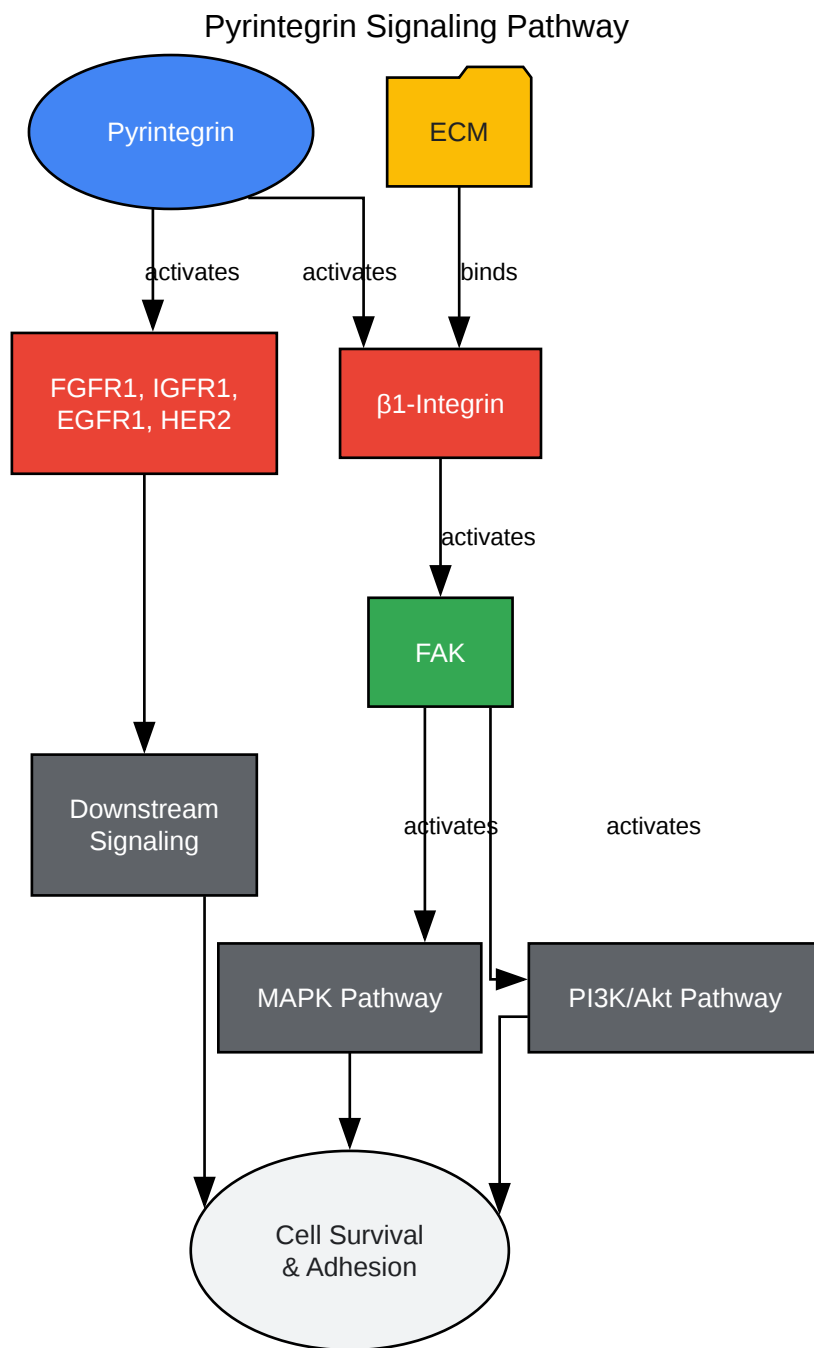 Pyrintegrin Signaling Pathway
Pyrintegrin
ECM
activates
activates
binds
FGFR1, IGFR1,
EGFR1, HER2
β1-Integrin
activates
FAK
Downstream
Signaling
activates
activates
MAPK Pathway
PI3K/Akt Pathway
Cell Survival
& Adhesion